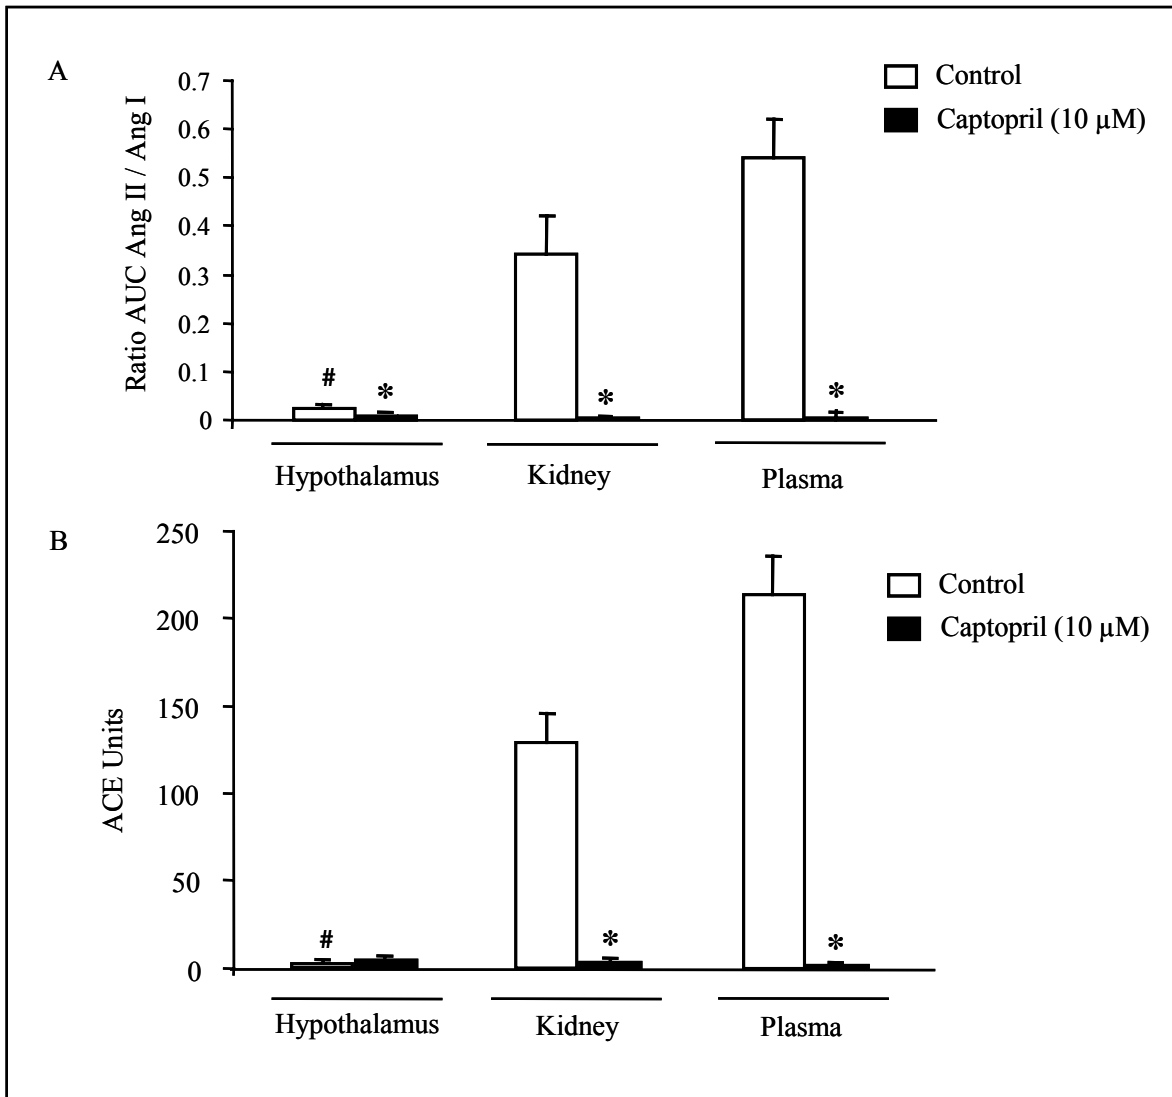 A
Ratio AUC Ang II / Ang I
0.7
0.6
0.5
0.4
0.3
0.2
0.1
0
Control
Captopril (10 µM)
#
*
*
*
Hypothalamus
Kidney
Plasma
B
ACE Units
250
200
150
100
50
0
Control
Captopril (10 µM)
#
*
*
Hypothalamus
Kidney
Plasma